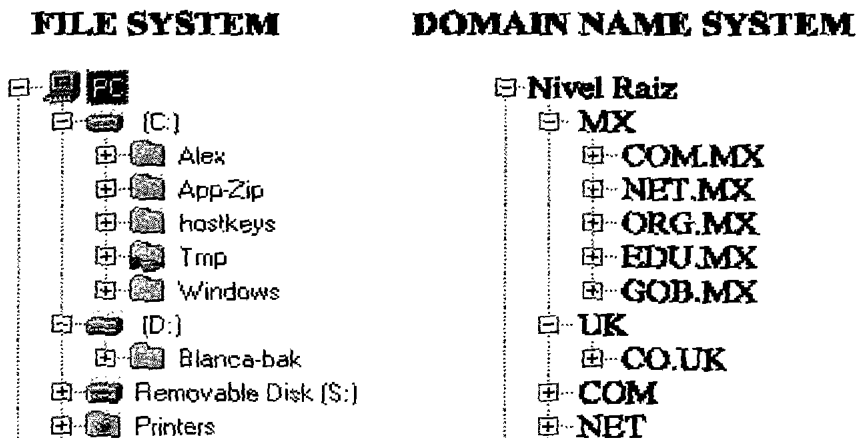 FILE SYSTEM
PC
(C:)
Alex
App-Zip
hostkeys
Tmp
Windows
(D:)
Blanca-bak
Removable Disk (S:)
Printers
DOMAIN NAME SYSTEM
Nivel Raiz
MX
COM.MX
NET.MX
ORG.MX
EDU.MX
GOB.MX
UK
CO.UK
COM
NET